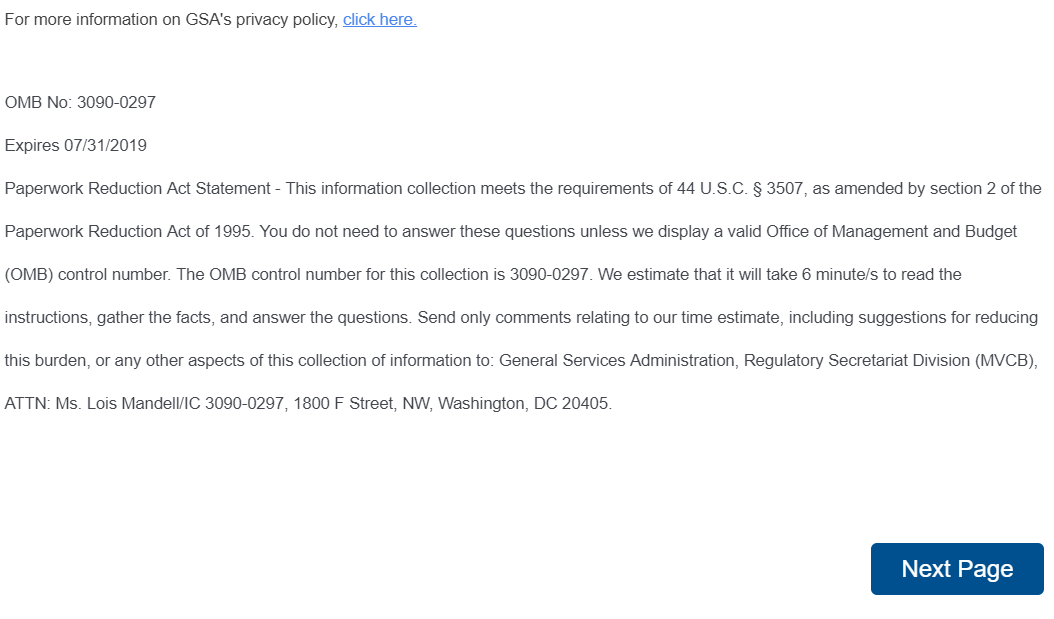 For more information on GSA's privacy policy, click here.
OMB No: 3090-0297
Expires 07/31/2019
Paperwork Reduction Act Statement - This information collection meets the requirements of 44 U.S.C. § 3507, as amended by section 2 of the
Paperwork Reduction Act of 1995. You do not need to answer these questions unless we display a valid Office of Management and Budget
(OMB) control number. The OMB control number for this collection is 3090-0297. We estimate that it will take 6 minute/s to read the
instructions, gather the facts, and answer the questions. Send only comments relating to our time estimate, including suggestions for reducing
this burden, or any other aspects of this collection of information to: General Services Administration, Regulatory Secretariat Division (MVCB),
ATTN: Ms. Lois Mandell/IC 3090-0297, 1800 F Street, NW, Washington, DC 20405.
Next Page